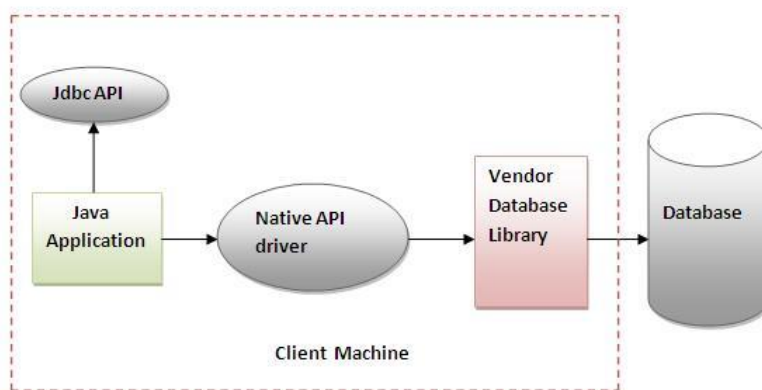 Jdbc API
Java
Application
Native API
driver
Vendor
Database
Library
Database
Client Machine